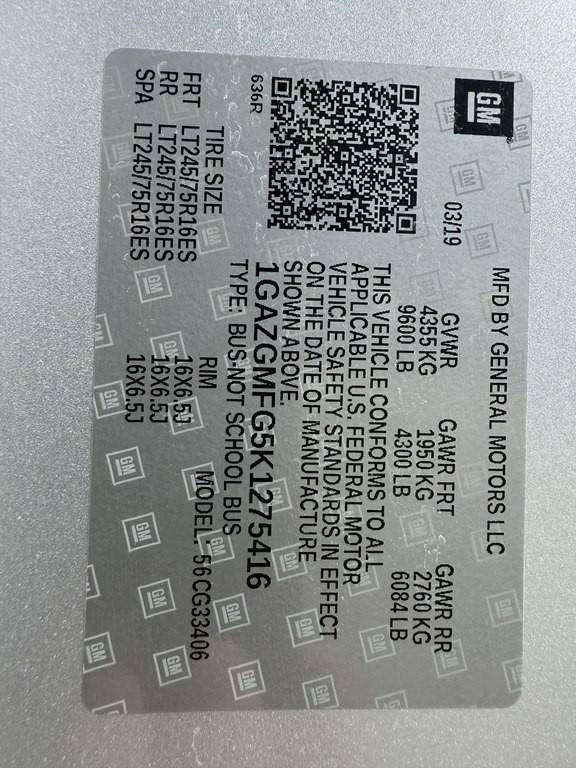 GM
MFD BY GENERAL MOTORS LLC
03/19
GVWR GAWR FRT GAWR RR
4355 KG 1950 KG 2760 KG
9600 LB 4300 LB 6084 LB
THIS VEHICLE CONFORMS TO ALL
APPLICABLE U.S. FEDERAL MOTOR
VEHICLE SAFETY STANDARDS IN EFFECT
ON THE DATE OF MANUFACTURE
SHOWN ABOVE.
1GAZGMFG5K1275416
TYPE: BUS-NOT SCHOOL BUS
636R
MODEL: 56CG33406
TIRE SIZE RIM
FRT LT245/75R16ES 16X6.5J
RR LT245/75R16ES 16X6.5J
SPA LT245/75R16ES 16X6.5J